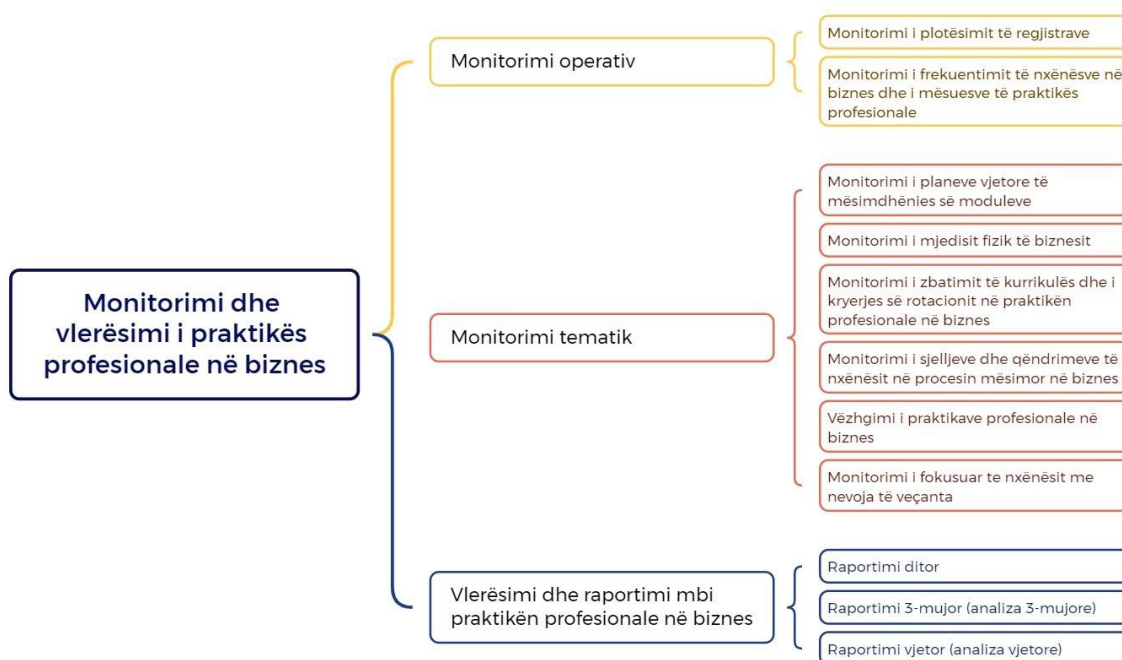 Monitorimi dhe
vlerësimi i praktikës
profesionale në biznes
Monitorimi operativ
Monitorimi i plotësimit të regjistrave
Monitorimi i frekuentimit të nxënësve në
biznes dhe i mësuesve të praktikës
profesionale
Monitorimi tematik
Monitorimi i planeve vjetore të
mësimdhënies së moduleve
Monitorimi i mjedisit fizik të biznesit
Monitorimi i zbatimit të kurrikulës dhe i
kryerjes së rotacionit në praktikën
profesionale në biznes
Monitorimi i sjelljeve dhe qëndrimeve të
nxënësit në procesin mësimor në biznes
Vëzhgimi i praktikave profesionale në
biznes
Monitorimi i fokusuar te nxënësit me
nevoja të veçanta
Vlerësimi dhe raportimi mbi
praktikën profesionale në biznes
Raportimi ditor
Raportimi 3-mujor (analiza 3-mujore)
Raportimi vjetor (analiza vjetore)